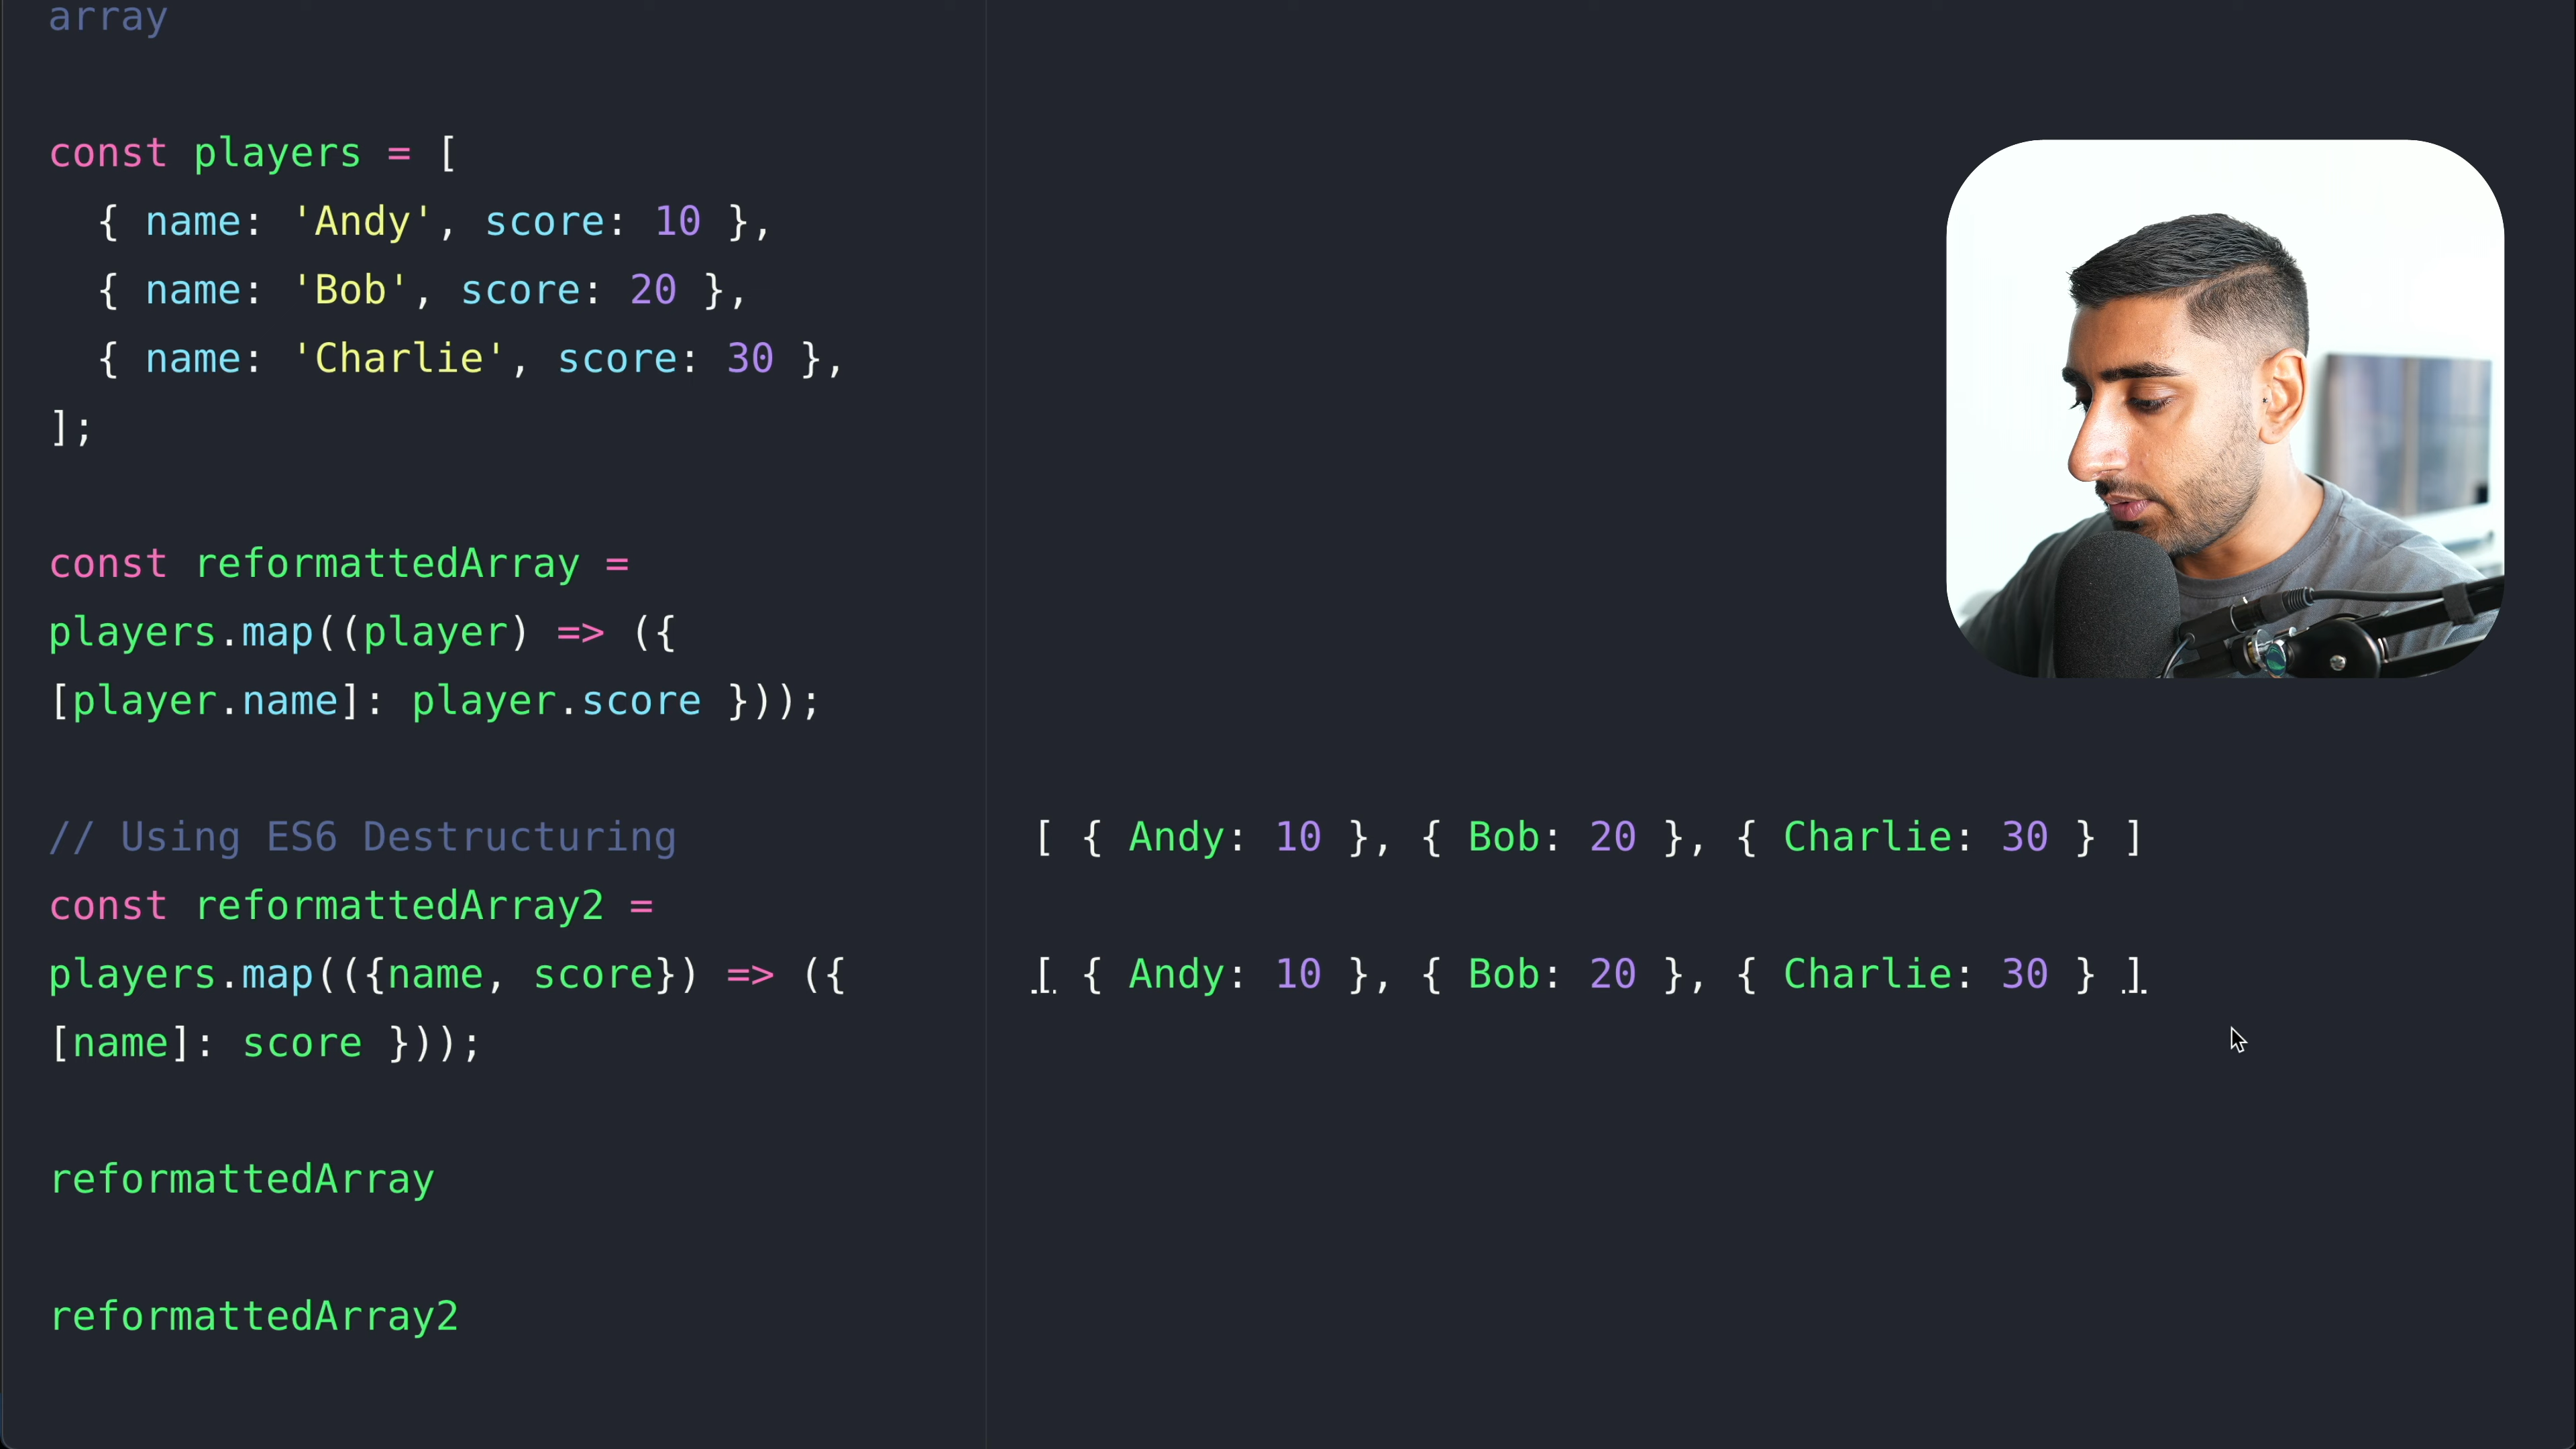 array
const players = [
{ name: 'Andy', score: 10 },
{ name: 'Bob', score: 20 },
{ name: 'Charlie', score: 30 },
];
const reformattedArray =
players.map((player) => ({
[player.name]: player.score }));
// Using ES6 Destructuring
const reformattedArray2 =
players.map(({name, score}) => ({
[name]: score }));
reformattedArray
reformattedArray2
[ { Andy: 10 }, { Bob: 20 }, { Charlie: 30 } ]
[ { Andy: 10 }, { Bob: 20 }, { Charlie: 30 } ]